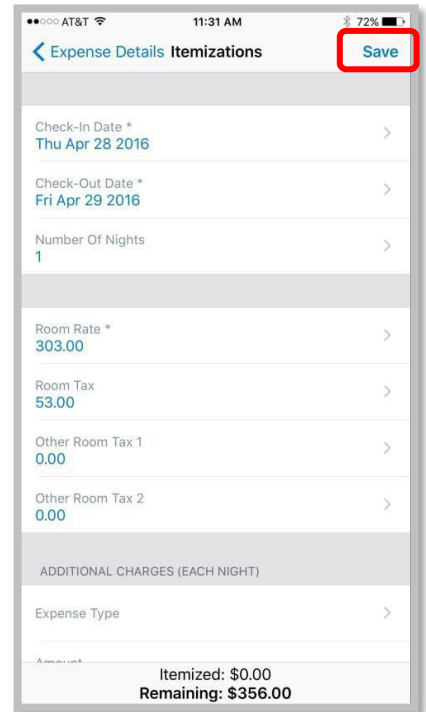 AT&T 11:31 AM 72%
Expense Details Itemizations Save
Check-In Date *
Thu Apr 28 2016
Check-Out Date *
Fri Apr 29 2016
Number Of Nights
1
Room Rate *
303.00
Room Tax
53.00
Other Room Tax 1
0.00
Other Room Tax 2
0.00
ADDITIONAL CHARGES (EACH NIGHT)
Expense Type
Amount
Itemized: $0.00
Remaining: $356.00